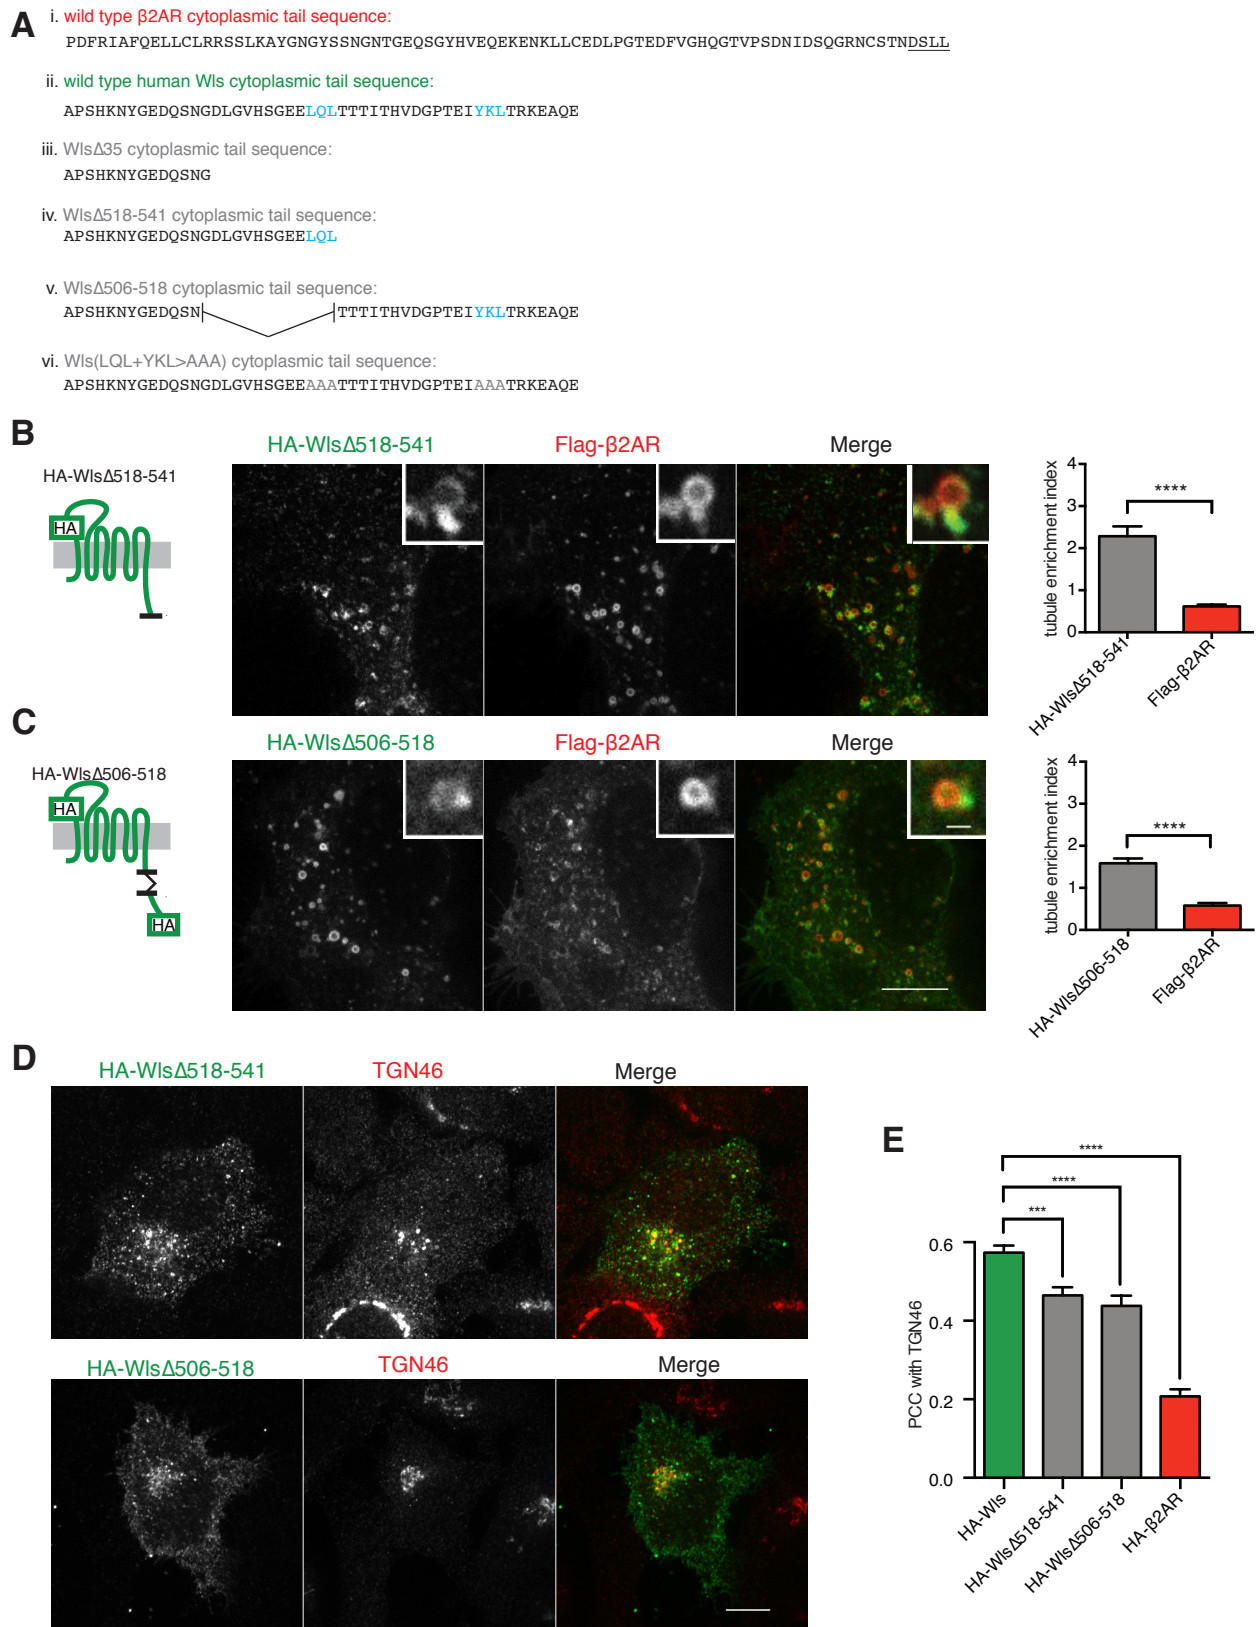 A
i. wild type β2AR cytoplasmic tail sequence:
PDFRIAFQELLCLRRSSLKAYGNGYSSNGNTGEQSGYHVEQEKENKLLCEDLPGTEDFVGHQGTVPSDNIDSQGRNCSTNDSLL
ii. wild type human Wls cytoplasmic tail sequence:
APSHKNYGEDQSNGDLGVHSGEELQLTTTITHVDGPTEIYKLTRKEAQE
iii. WlsΔ35 cytoplasmic tail sequence:
APSHKNYGEDQSNG
iv. WlsΔ518-541 cytoplasmic tail sequence:
APSHKNYGEDQSNGDLGVHSGEELQL
v. WlsΔ506-518 cytoplasmic tail sequence:
APSHKNYGEDQSN TTTITHVDGPTEIYKLTRKEAQE
vi. Wls(LQL+YKL>AAA) cytoplasmic tail sequence:
APSHKNYGEDQSNGDLGVHSGEEAAATTTITHVDGPTEIAAATRKEAQE
B
HA-WlsΔ518-541 Flag-β2AR Merge
HA-WlsΔ518-541
HA
tubule enrichment index
4
3
2
1
0
HA-WlsΔ518-541
Flag-β2AR
****
C
HA-WlsΔ506-518 Flag-β2AR Merge
HA-WlsΔ506-518
HA
HA
tubule enrichment index
4
3
2
1
0
HA-WlsΔ506-518
Flag-β2AR
****
D
HA-WlsΔ518-541 TGN46 Merge
HA-WlsΔ506-518 TGN46 Merge
E
****
****
***
PCC with TGN46
0.6
0.4
0.2
0.0
HA-Wls
HA-WlsΔ518-541
HA-WlsΔ506-518
HA-β2AR